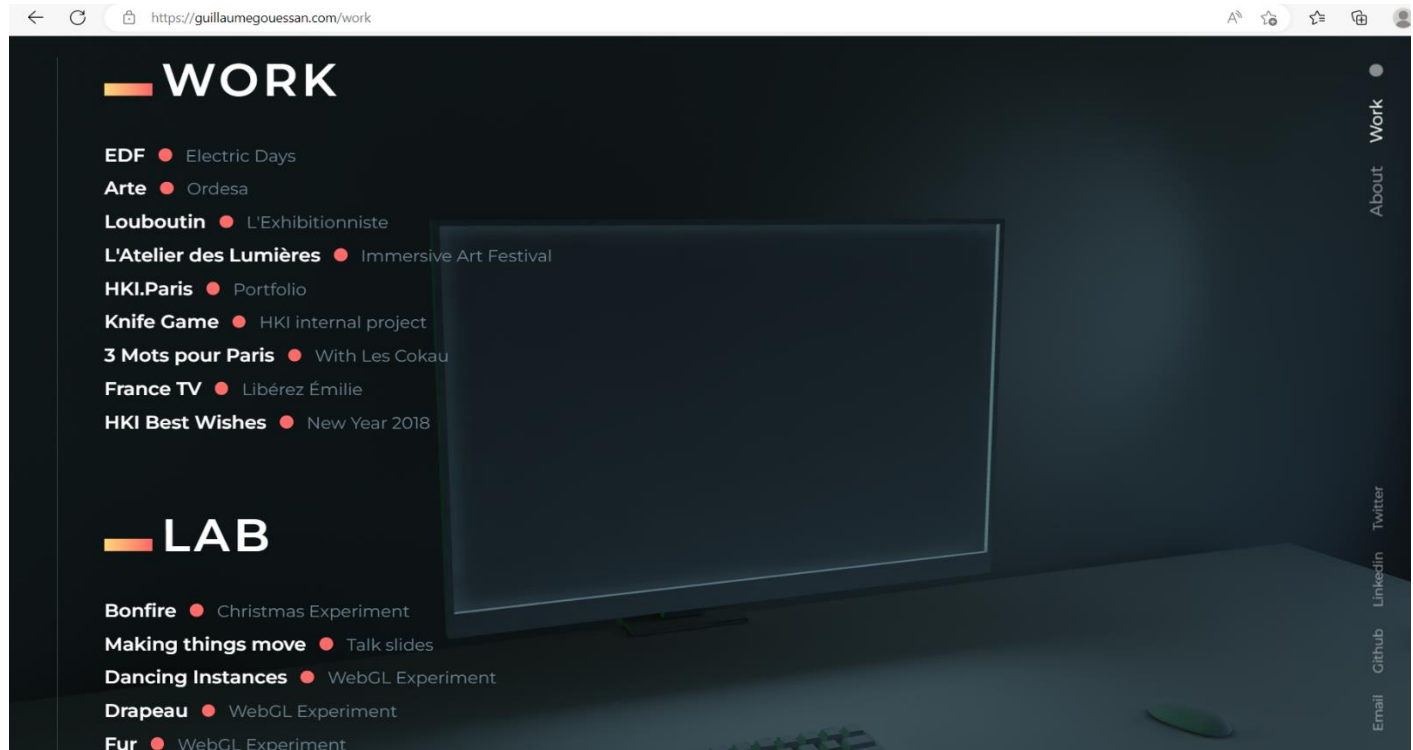 https://guillaumegouessan.com/work
WORK
EDF ● Electric Days
Arte ● Ordesa
Louboutin ● L'Exhibitionniste
L'Atelier des Lumières ● Immersive Art Festival
HKI.Paris ● Portfolio
Knife Game ● HKI internal project
3 Mots pour Paris ● With Les Cokau
France TV ● Libérez Émilie
HKI Best Wishes ● New Year 2018
LAB
Bonfire ● Christmas Experiment
Making things move ● Talk slides
Dancing Instances ● WebGL Experiment
Drapeau ● WebGL Experiment
Fur ● WebGL Experiment
Work
About
Twitter
Linkedin
Github
Email